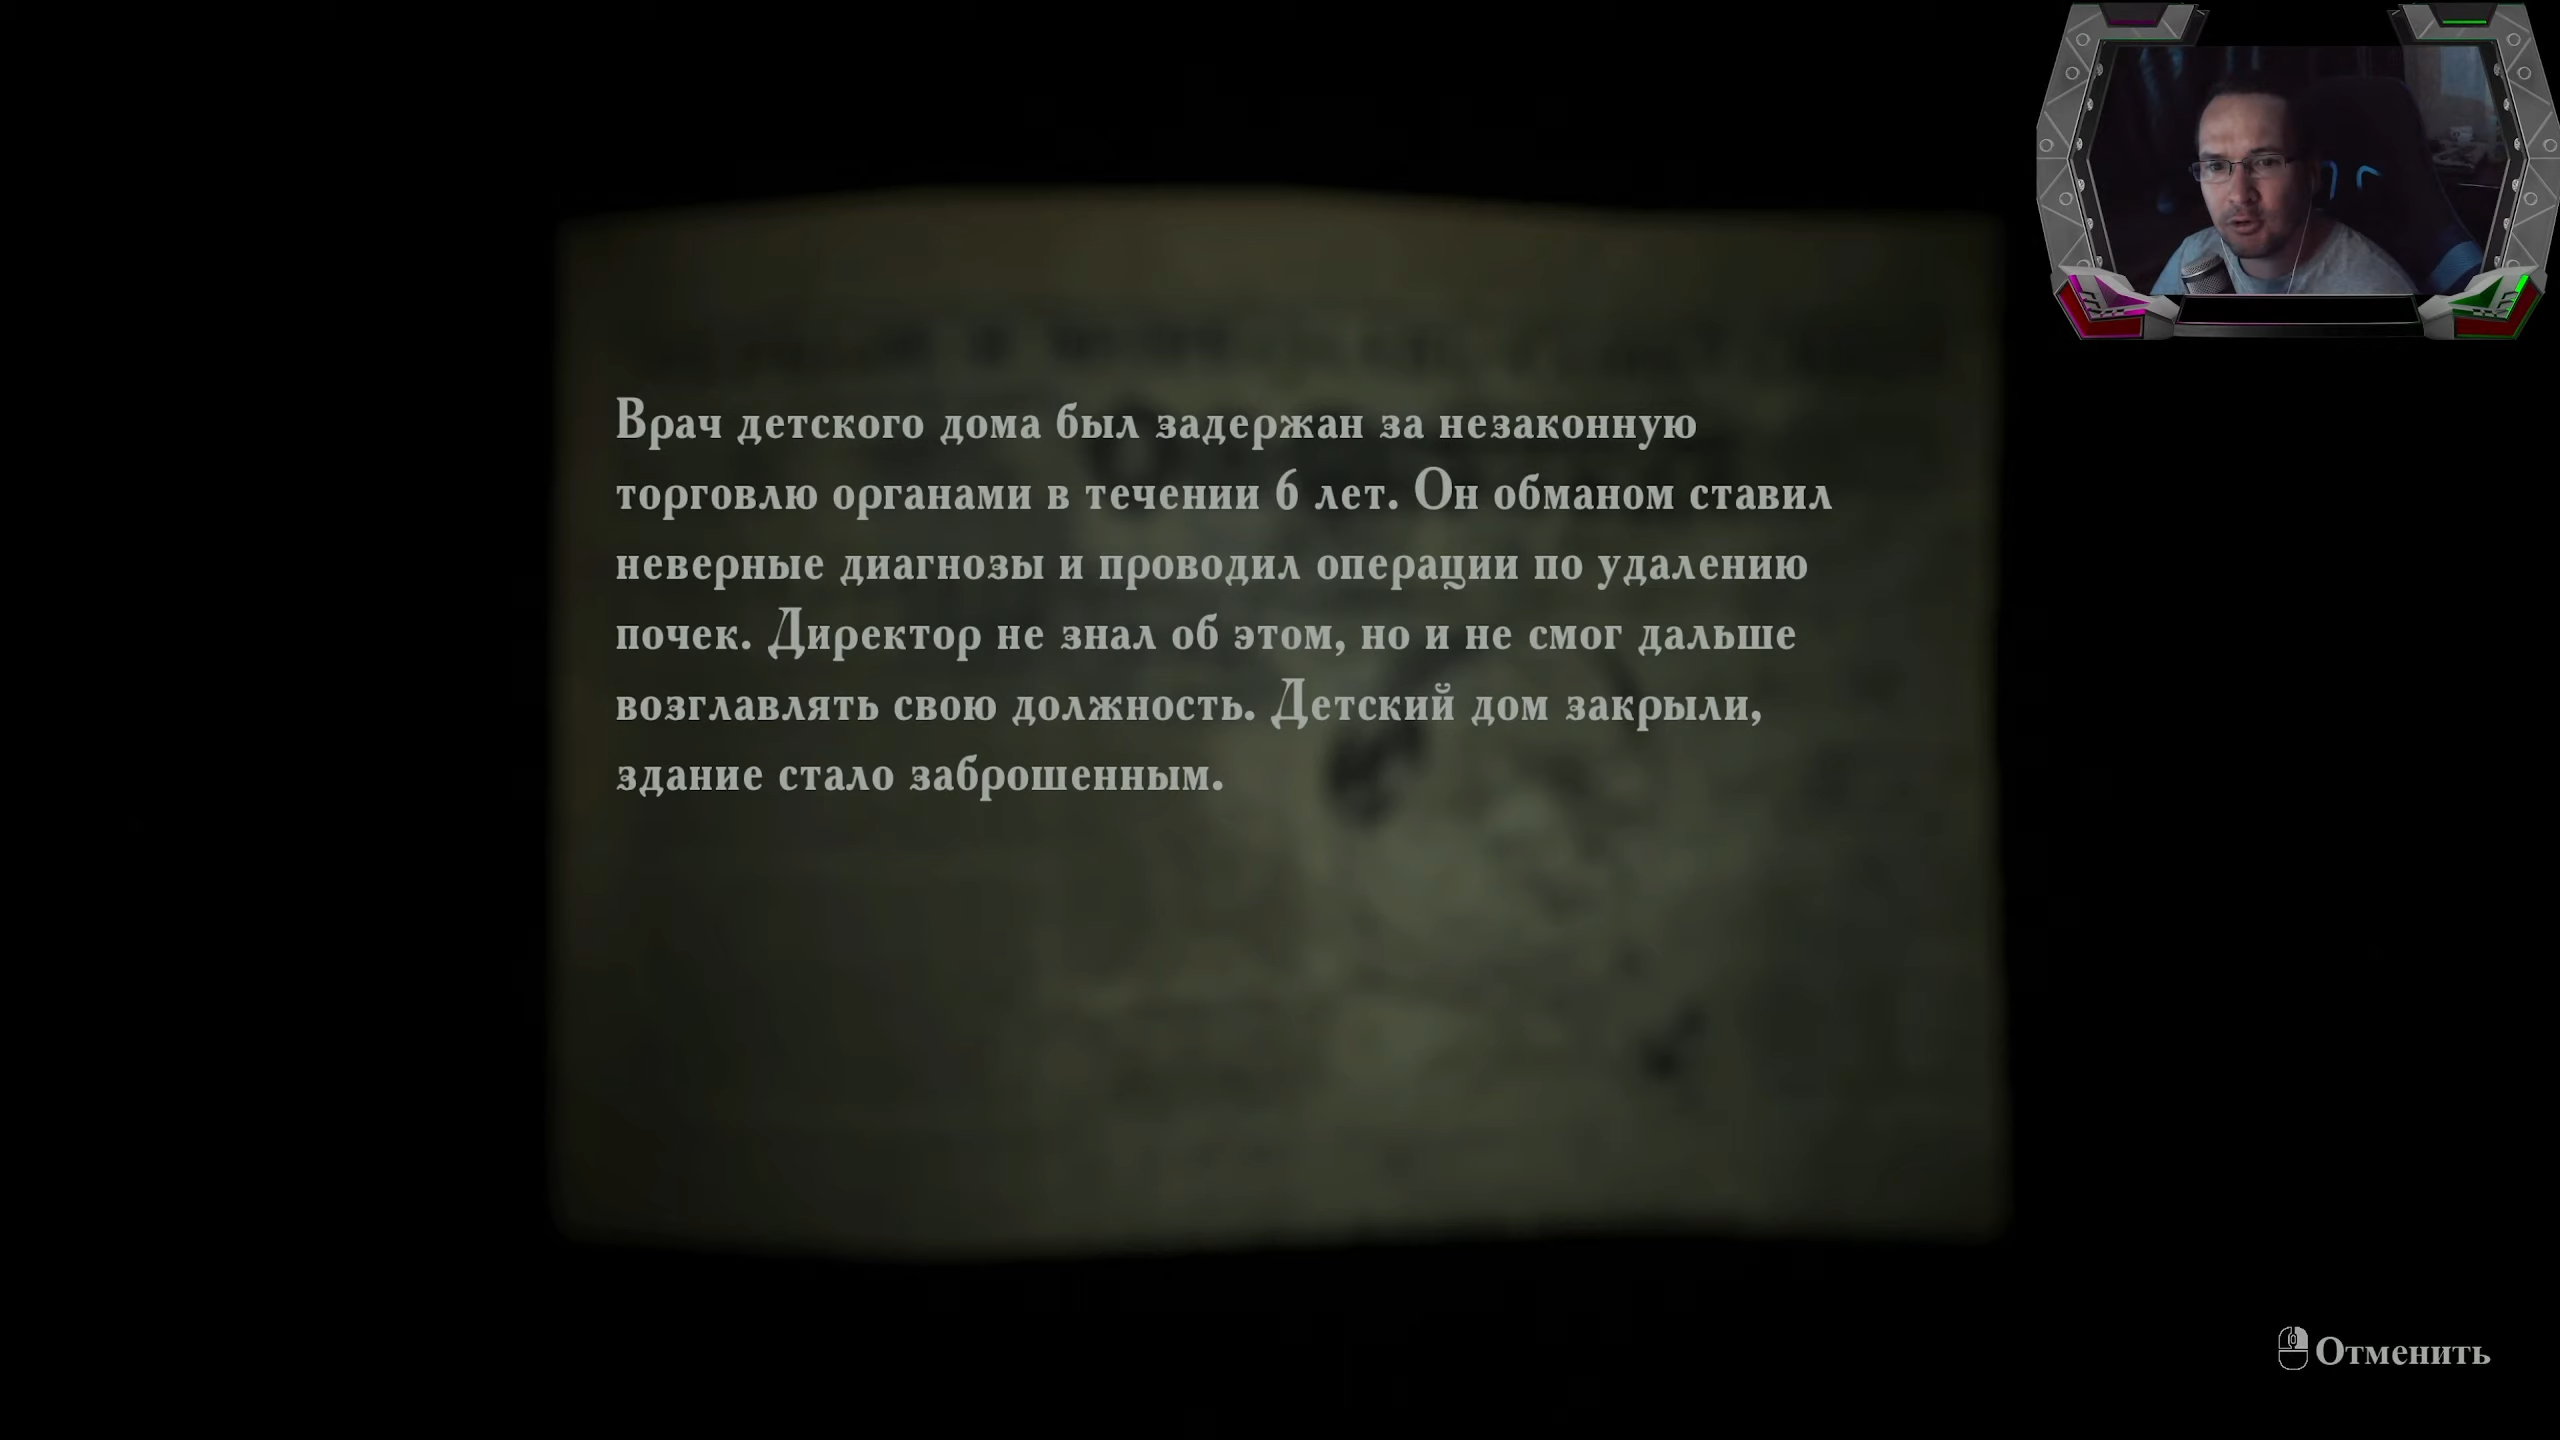 Врач детского дома был задержан за незаконную
торговлю органами в течении 6 лет. Он обманом ставил
неверные диагнозы и проводил операции по удалению
почек. Директор не знал об этом, но и не смог дальше
возглавлять свою должность. Детский дом закрыли,
здание стало заброшенным.
Отменить